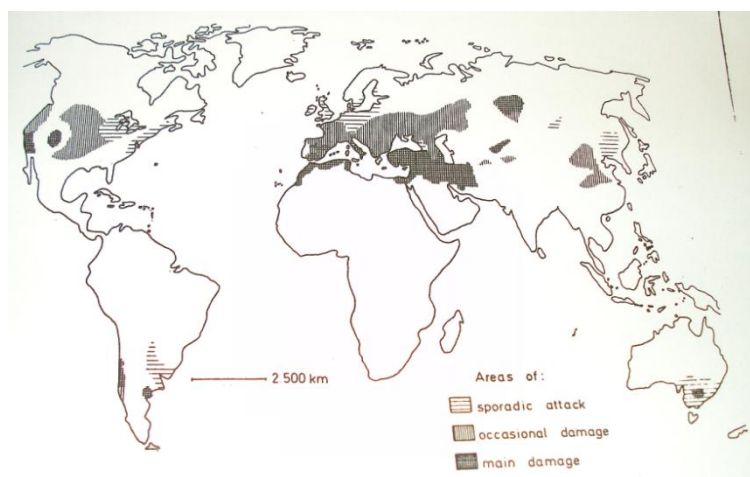 2.500 km
Areas of:
sporadic attack
occasional damage
main damage